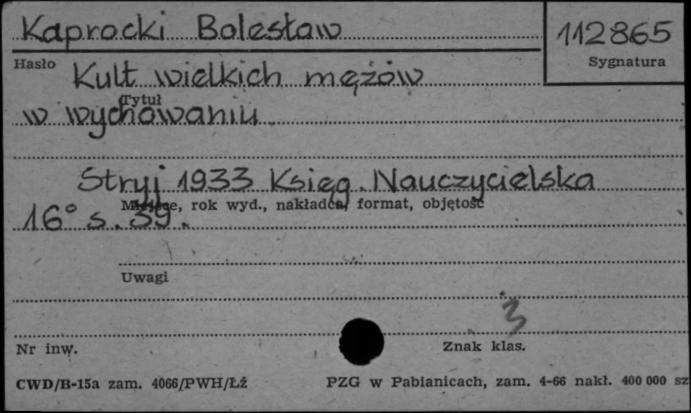 Kaprocki Bolesław
112865
Hasło
Sygnatura
Kult wielkich mężów
Tytuł
w wychowaniu
Stryj 1933 Księg. Nauczycielska
Miejsce, rok wyd., nakładca, format, objętość
16° s. 39.
Uwagi
3
Nr inw.
Znak klas.
CWD/B-15a zam. 4066/PWH/Łź
PZG w Pabianicach, zam. 4-66 nakł. 400 000 sz